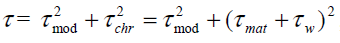 τ = τ²mod + τ²chr = τ²mod + (τmat + τw)²